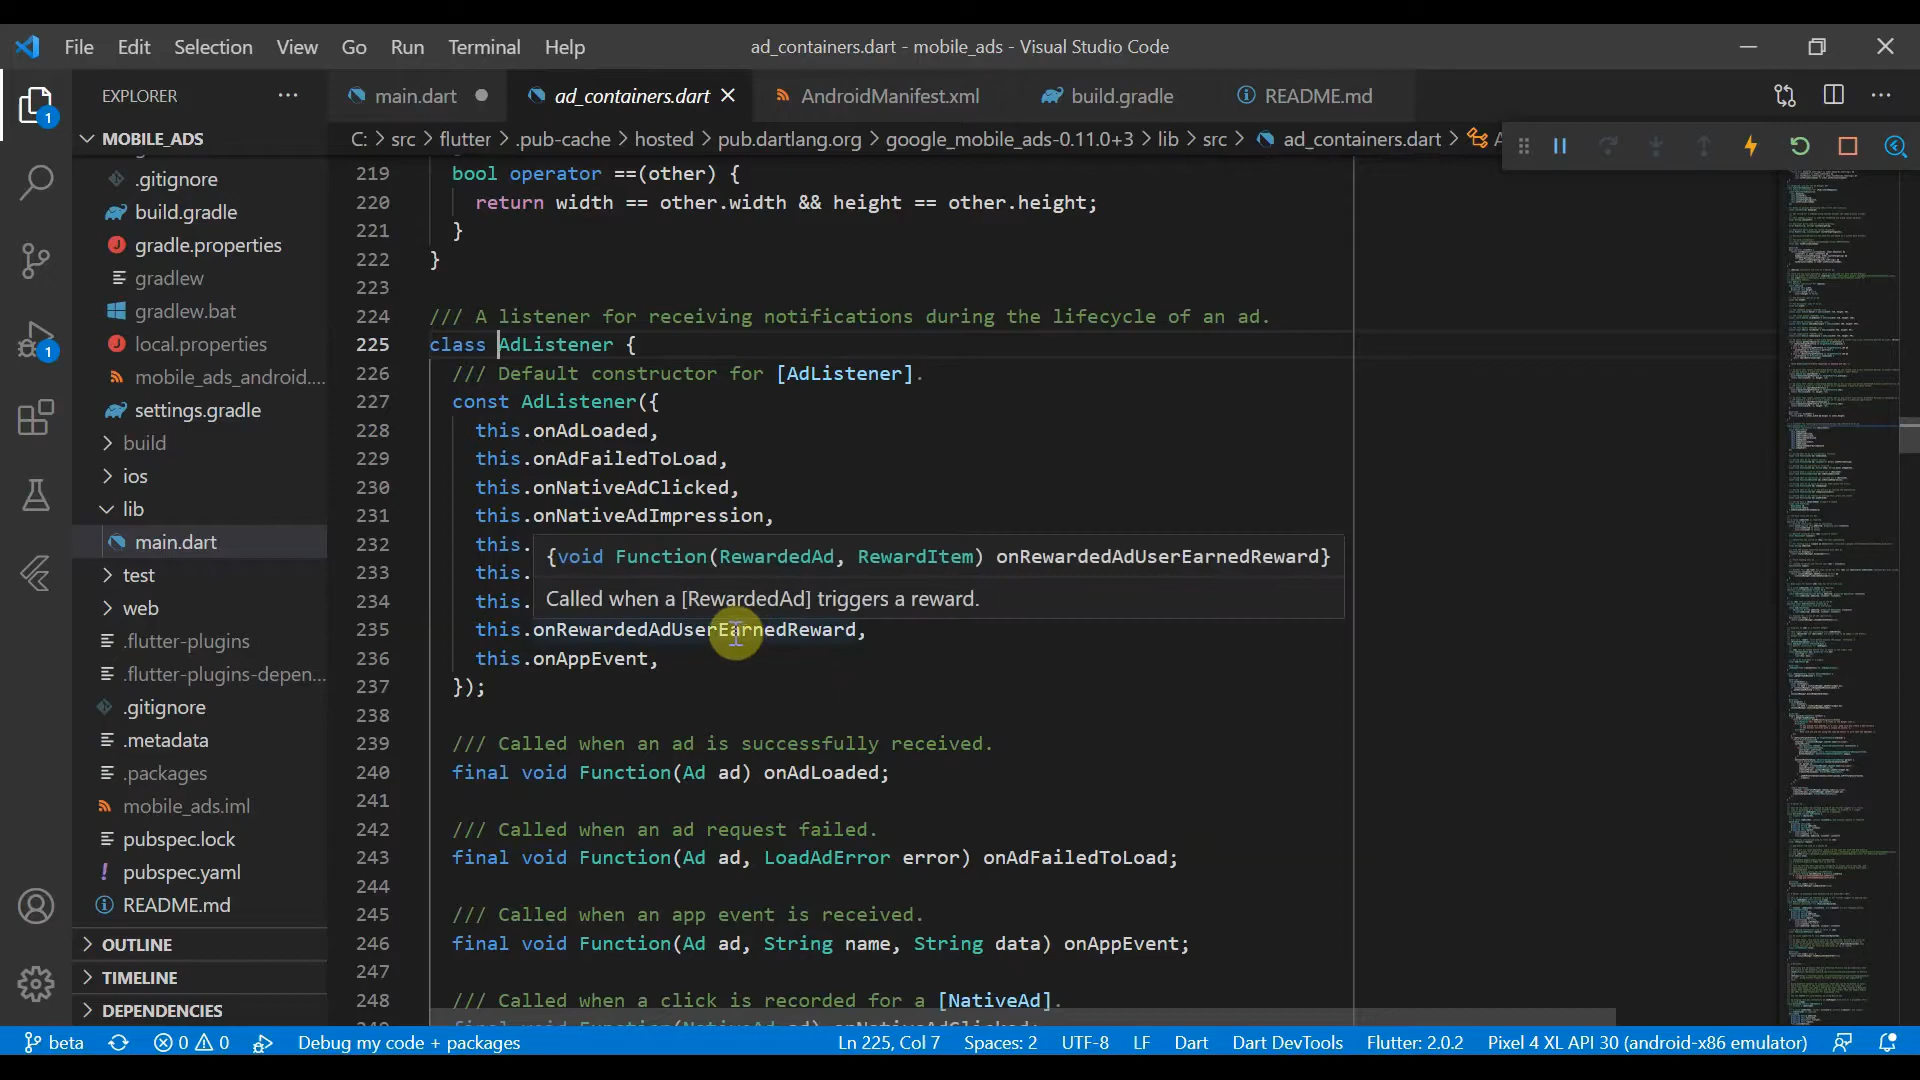 File Edit Selection View Go Run Terminal Help
ad_containers.dart - mobile_ads - Visual Studio Code
EXPLORER
main.dart
ad_containers.dart
AndroidManifest.xml
build.gradle
README.md
MOBILE_ADS
C: > src > flutter > .pub-cache > hosted > pub.dartlang.org > google_mobile_ads-0.11.0+3 > lib > src > ad_containers.dart >
1
.gitignore
build.gradle
gradle.properties
gradlew
gradlew.bat
1
local.properties
mobile_ads_android....
settings.gradle
build
ios
lib
main.dart
test
web
.flutter-plugins
.flutter-plugins-depen...
.gitignore
.metadata
.packages
mobile_ads.iml
pubspec.lock
pubspec.yaml
README.md
OUTLINE
TIMELINE
DEPENDENCIES
219 bool operator ==(other) {
220 return width == other.width && height == other.height;
221 }
222 }
223
224 /// A listener for receiving notifications during the lifecycle of an ad.
225 class AdListener {
226 /// Default constructor for [AdListener].
227 const AdListener({
228 this.onAdLoaded,
229 this.onAdFailedToLoad,
230 this.onNativeAdClicked,
231 this.onNativeAdImpression,
232 this.
{void Function(RewardedAd, RewardItem) onRewardedAdUserEarnedReward}
233 this.
Called when a [RewardedAd] triggers a reward.
234 this.
235 this.onRewardedAdUserEarnedReward,
236 this.onAppEvent,
237 });
238
239 /// Called when an ad is successfully received.
240 final void Function(Ad ad) onAdLoaded;
241
242 /// Called when an ad request failed.
243 final void Function(Ad ad, LoadAdError error) onAdFailedToLoad;
244
245 /// Called when an app event is received.
246 final void Function(Ad ad, String name, String data) onAppEvent;
247
248 /// Called when a click is recorded for a [NativeAd].
beta 0 0 Debug my code + packages Ln 225, Col 7 Spaces: 2 UTF-8 LF Dart Dart DevTools Flutter: 2.0.2 Pixel 4 XL API 30 (android-x86 emulator)